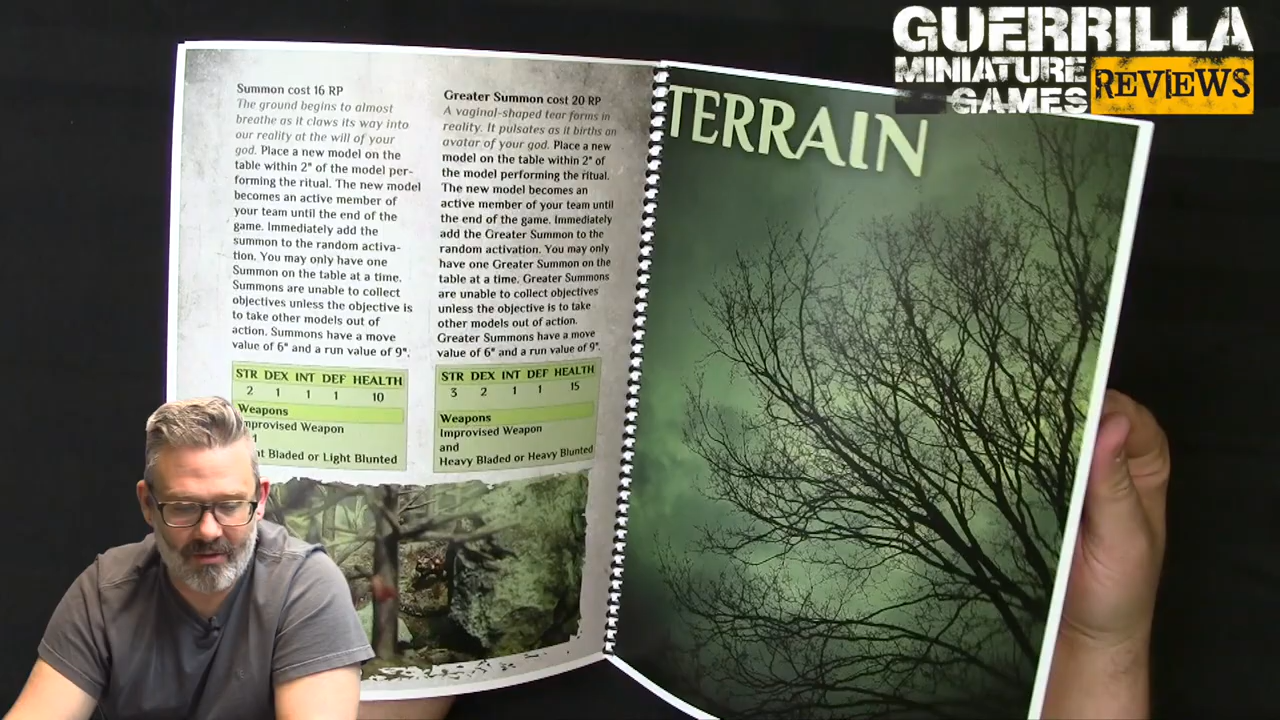 GUERRILLA
MINIATURE
GAMES
REVIEWS
Summon cost 16 RP
The ground begins to almost
breathe as it claws its way into
our reality at the will of your
god. Place a new model on the
table within 2" of the model per-
forming the ritual. The new model
becomes an active member of
your team until the end of the
game. Immediately add the
summon to the random activa-
tion. You may only have one
Summon on the table at a time.
Summons are unable to collect
objectives unless the objective is
to take other models out of
action. Summons have a move
value of 6" and a run value of 9".
STR DEX INT DEF HEALTH
2 1 1 1 10
Weapons
mprovised Weapon
Bladed or Light Blunted
Greater Summon cost 20 RP
A vaginal-shaped tear forms in
reality. It pulsates as it births an
avatar of your god. Place a new
model on the table within 2" of
the model performing the ritual.
The new model becomes an
active member of your team until
the end of the game. Immediately
add the Greater Summon to the
random activation. You may only
have one Greater Summon on the
table at a time. Greater Summons
are unable to collect objectives
unless the objective is to take
other models out of action.
Greater Summons have a move
value of 6" and a run value of 9".
STR DEX INT DEF HEALTH
3 2 1 1 15
Weapons
Improvised Weapon
and
Heavy Bladed or Heavy Blunted
TERRAIN